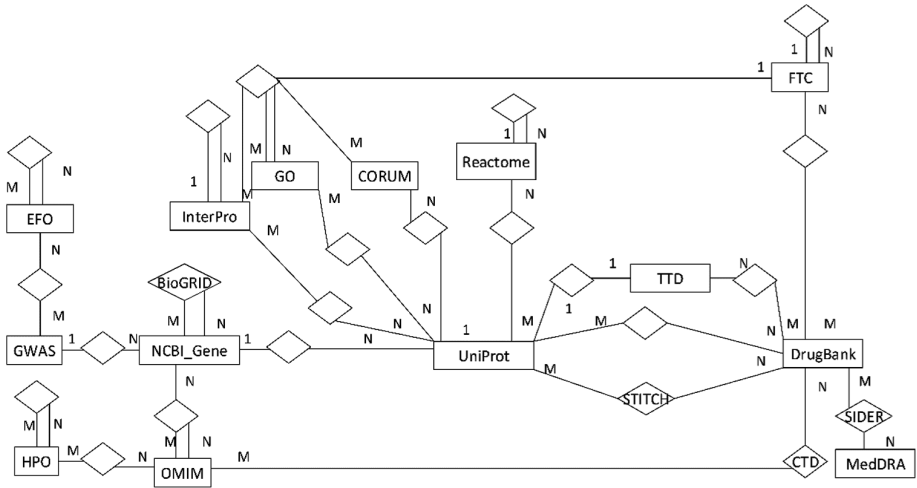 1 N
1 FTC
N
M N M 1 N
1 N GO CORUM Reactome
M N EFO InterPro M M N N
M
N N 1 TTD N
BioGRID 1
M M N N N 1 M M N M M
GWAS 1 N NCBI_Gene 1 N UniProt M N DrugBank
N STITCH N M
M N M N SIDER
N
HPO M N OMIM M CTD MedDRA